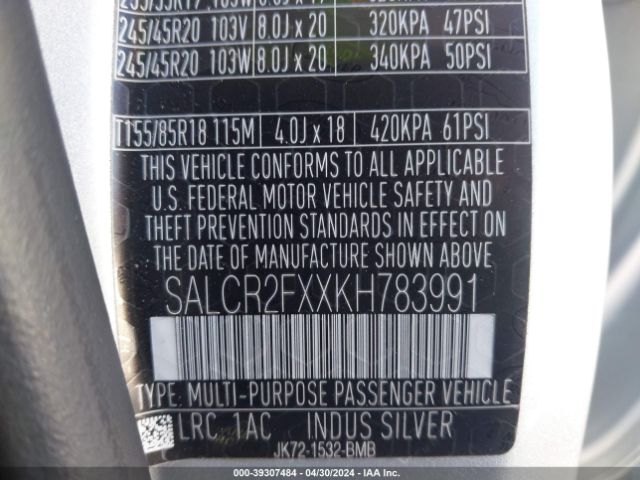 245/45R20 103V 8.0J x 20 320KPA 47PSI
245/45R20 103W 8.0J x 20 340KPA 50PSI
T155/85R18 115M 4.0J x 18 420KPA 61PSI
THIS VEHICLE CONFORMS TO ALL APPLICABLE
U.S. FEDERAL MOTOR VEHICLE SAFETY AND
THEFT PREVENTION STANDARDS IN EFFECT ON
THE DATE OF MANUFACTURE SHOWN ABOVE
SALCR2FXXKH783991
TYPE: MULTI-PURPOSE PASSENGER VEHICLE
LRC 1AC INDUS SILVER
JK72-1532-BMB
000-39307484 - 04/30/2024 - IAA, Inc.